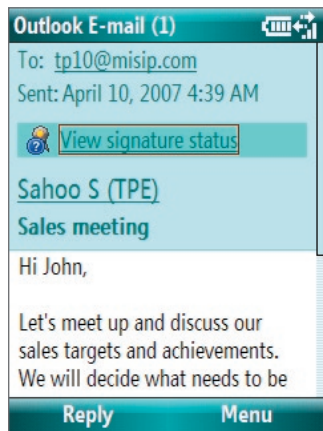 Outlook E-mail (1)
To: tp10@misip.com
Sent: April 10, 2007 4:39 AM
View signature status
Sahoo S (TPE)
Sales meeting
Hi John,
Let's meet up and discuss our
sales targets and achievements.
We will decide what needs to be
Reply Menu